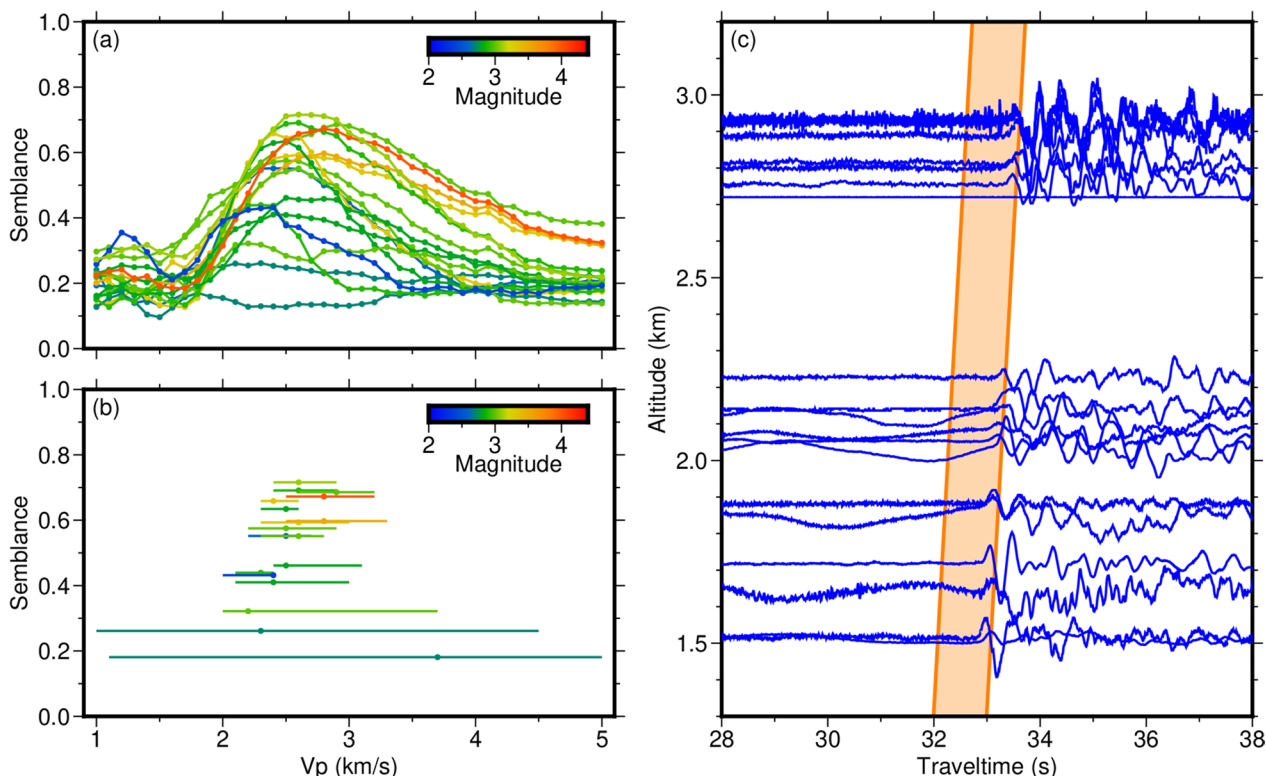 (a)
1.0
0.8
0.6
0.4
0.2
0.0
Semblance
2 3 4
Magnitude
(b)
1.0
0.8
0.6
0.4
0.2
0.0
Semblance
2 3 4
Magnitude
1 2 3 4 5
Vp (km/s)
(c)
3.0
2.5
2.0
1.5
Altitude (km)
28 30 32 34 36 38
Traveltime (s)